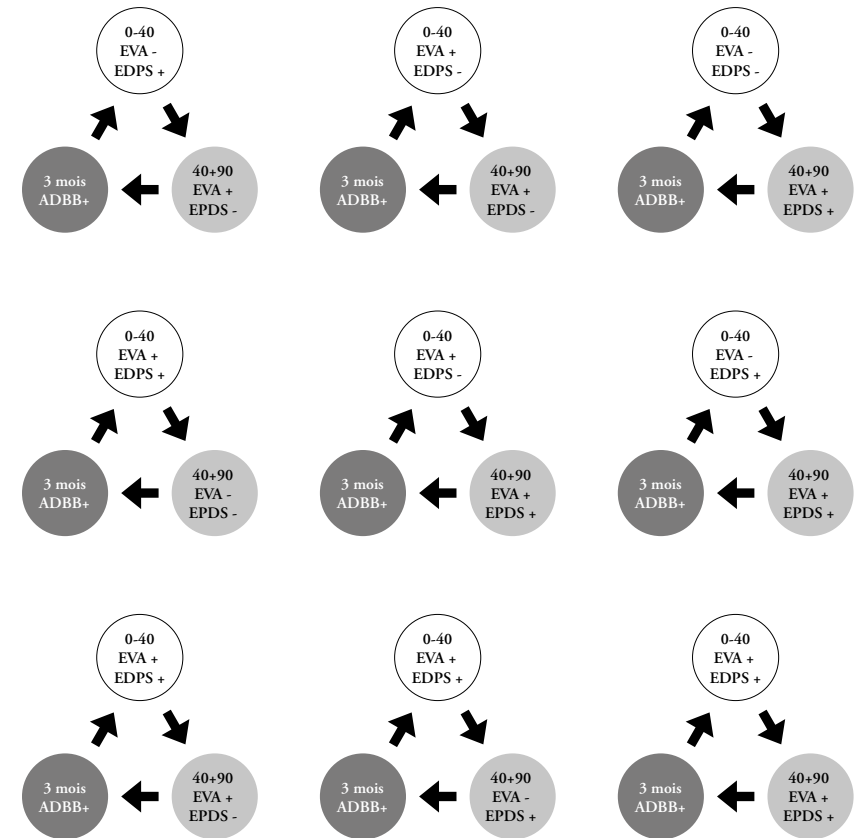 0-40
EVA -
EDPS +
3 mois
ADBB+
40+90
EVA +
EPDS -
0-40
EVA +
EDPS -
3 mois
ADBB+
40+90
EVA +
EPDS -
0-40
EVA -
EDPS -
3 mois
ADBB+
40+90
EVA +
EPDS +
0-40
EVA +
EDPS +
3 mois
ADBB+
40+90
EVA -
EPDS -
0-40
EVA +
EDPS -
3 mois
ADBB+
40+90
EVA +
EPDS +
0-40
EVA -
EDPS +
3 mois
ADBB+
40+90
EVA +
EPDS +
0-40
EVA +
EDPS +
3 mois
ADBB+
40+90
EVA +
EPDS -
0-40
EVA +
EDPS +
3 mois
ADBB+
40+90
EVA -
EPDS +
0-40
EVA +
EDPS +
3 mois
ADBB+
40+90
EVA +
EPDS +